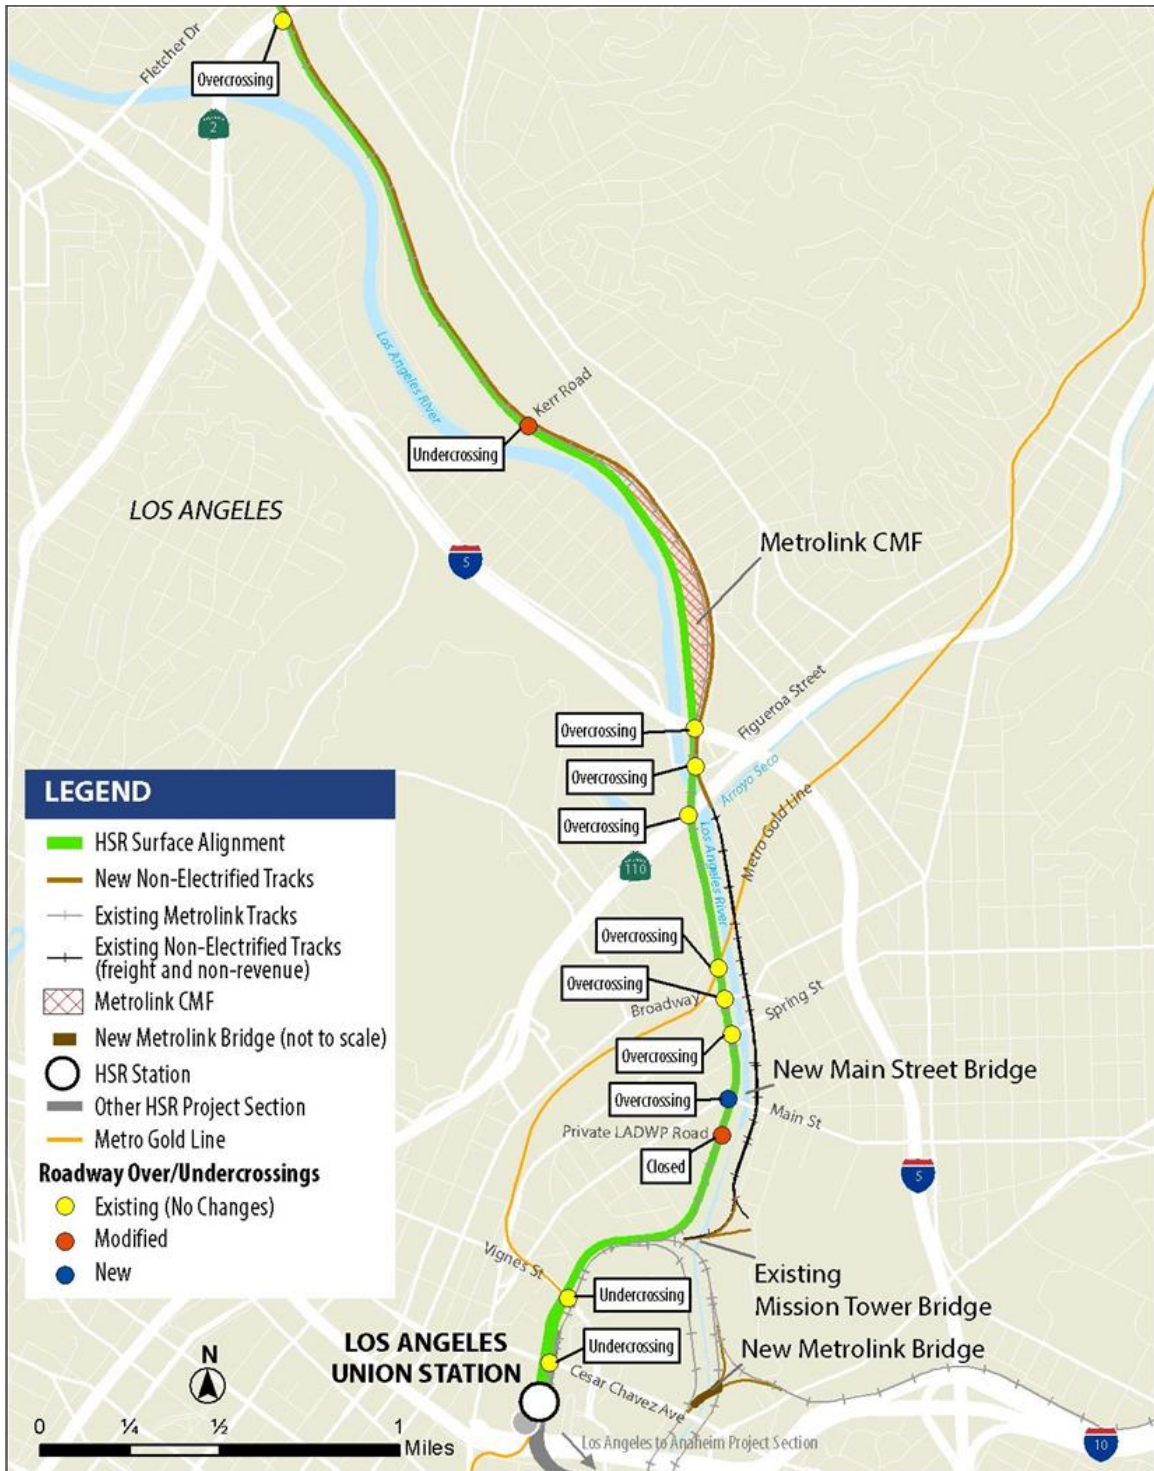 Fletcher Dr
Overcrossing
2
Los Angeles River
Kerr Road
Undercrossing
LOS ANGELES
5
Metrolink CMF
Figueroa Street
Overcrossing
Overcrossing
Arroyo Seco
Overcrossing
Los Angeles River
Metro Gold Line
110
Overcrossing
Overcrossing
Broadway
Spring St
Overcrossing
New Main Street Bridge
Overcrossing
Main St
Private LADWP Road
Closed
5
Vignes St
Existing
Mission Tower Bridge
Undercrossing
Undercrossing
New Metrolink Bridge
LOS ANGELES
UNION STATION
Cesar Chavez Ave
Los Angeles to Anaheim Project Section
10
LEGEND
HSR Surface Alignment
New Non-Electrified Tracks
Existing Metrolink Tracks
Existing Non-Electrified Tracks
(freight and non-revenue)
Metrolink CMF
New Metrolink Bridge (not to scale)
HSR Station
Other HSR Project Section
Metro Gold Line
Roadway Over/Undercrossings
Existing (No Changes)
Modified
New
N
0 ¼ ½ 1
Miles